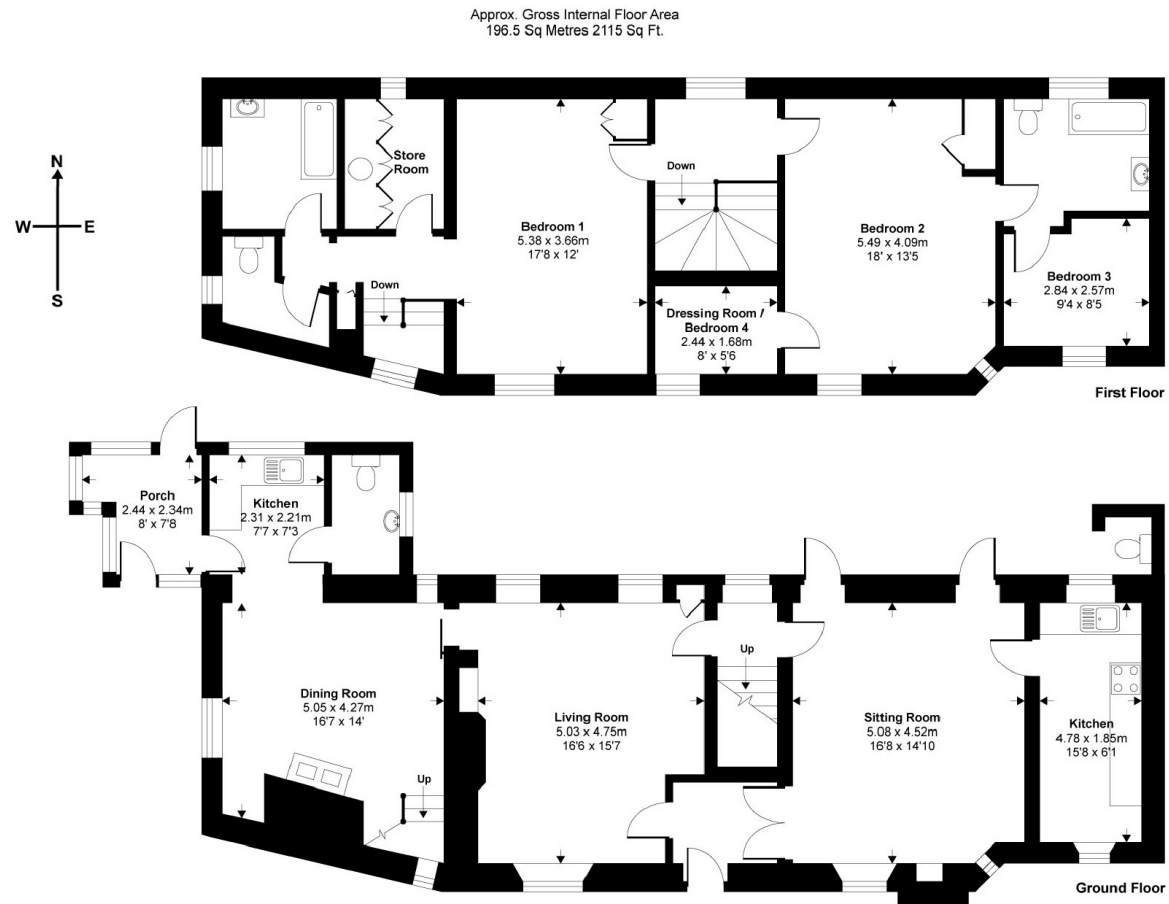 Approx. Gross Internal Floor Area
196.5 Sq Metres 2115 Sq Ft.
N
W E
S
Store
Room
Down
Bedroom 1
5.38 x 3.66m
17'8 x 12'
Down
Dressing Room /
Bedroom 4
2.44 x 1.68m
8' x 5'6
Bedroom 2
5.49 x 4.09m
18' x 13'5
Bedroom 3
2.84 x 2.57m
9'4 x 8'5
First Floor
Porch
2.44 x 2.34m
8' x 7'8
Kitchen
2.31 x 2.21m
7'7 x 7'3
Dining Room
5.05 x 4.27m
16'7 x 14'
Up
Living Room
5.03 x 4.75m
16'6 x 15'7
Up
Sitting Room
5.08 x 4.52m
16'8 x 14'10
Kitchen
4.78 x 1.85m
15'8 x 6'1
Ground Floor